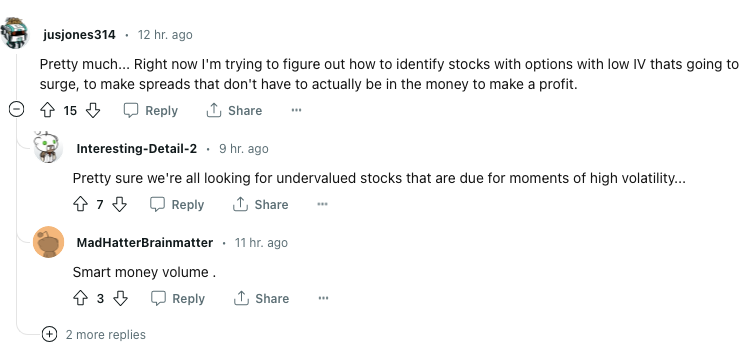 jusjones314 • 12 hr. ago
Pretty much... Right now I'm trying to figure out how to identify stocks with options with low IV thats going to
surge, to make spreads that don't have to actually be in the money to make a profit.
15 Reply Share ...
Interesting-Detail-2 • 9 hr. ago
Pretty sure we're all looking for undervalued stocks that are due for moments of high volatility...
7 Reply Share ...
MadHatterBrainmatter • 11 hr. ago
Smart money volume .
3 Reply Share ...
2 more replies